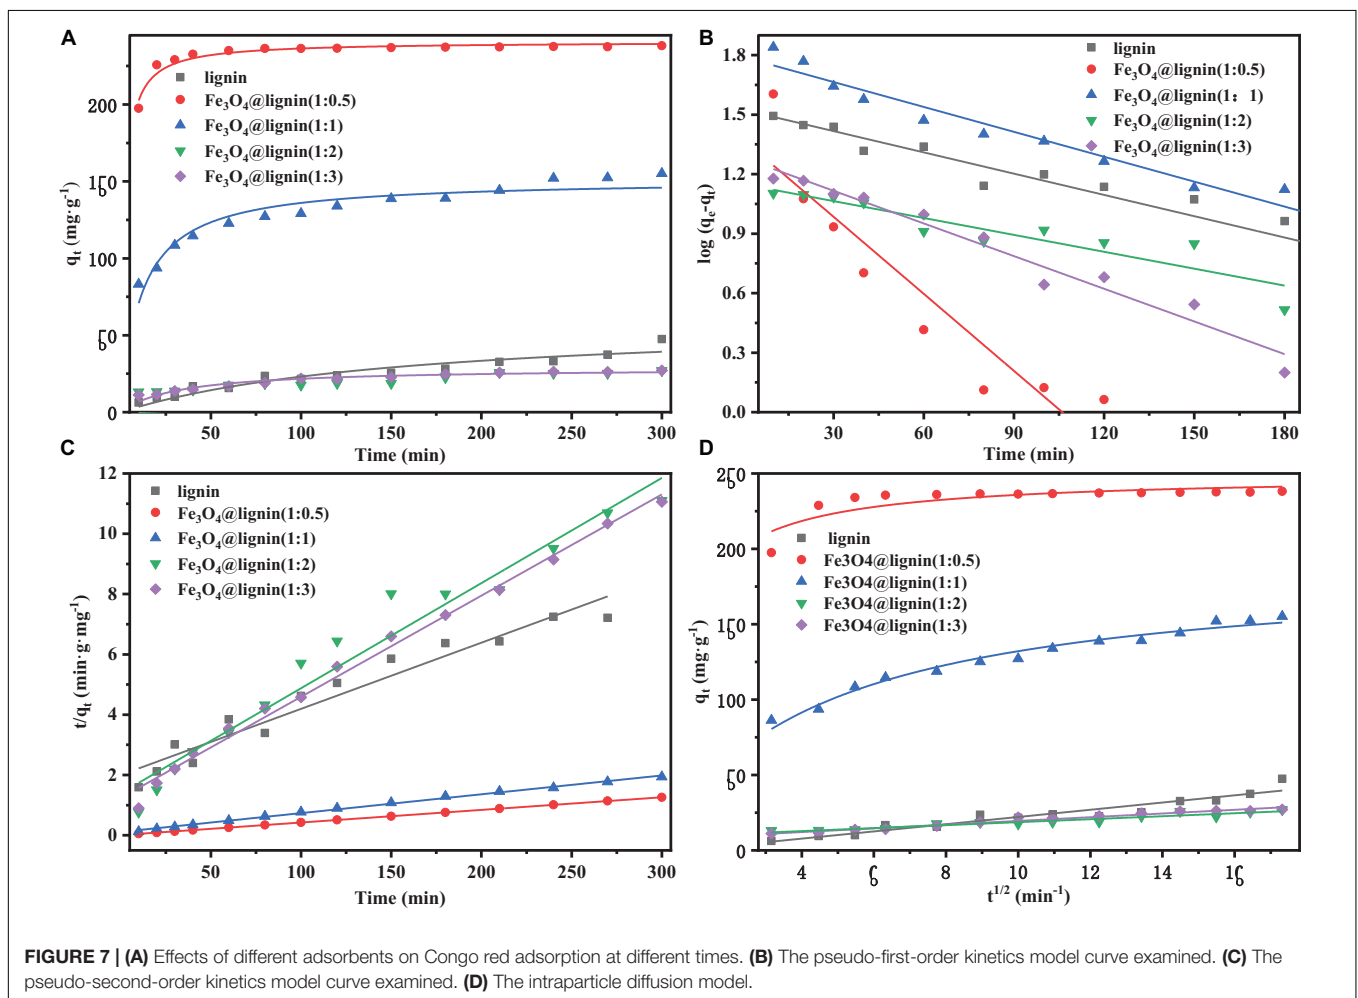 A
lignin
Fe3O4@lignin(1:0.5)
Fe3O4@lignin(1:1)
Fe3O4@lignin(1:2)
Fe3O4@lignin(1:3)
200
150
100
50
0
qt (mg·g-1)
50 100 150 200 250 300
Time (min)
B
lignin
Fe3O4@lignin(1:0.5)
Fe3O4@lignin(1：1)
Fe3O4@lignin(1:2)
Fe3O4@lignin(1:3)
1.8
1.5
1.2
0.9
0.6
0.3
0.0
log (qe-qt)
30 60 90 120 150 180
Time (min)
C
lignin
Fe3O4@lignin(1:0.5)
Fe3O4@lignin(1:1)
Fe3O4@lignin(1:2)
Fe3O4@lignin(1:3)
12
10
8
6
4
2
0
t/qt (min·g·mg-1)
50 100 150 200 250 300
Time (min)
D
lignin
Fe3O4@lignin(1:0.5)
Fe3O4@lignin(1:1)
Fe3O4@lignin(1:2)
Fe3O4@lignin(1:3)
250
200
150
100
50
0
qt (mg·g-1)
4 6 8 10 12 14 16
t1/2 (min-1)
FIGURE 7 | (A) Effects of different adsorbents on Congo red adsorption at different times. (B) The pseudo-first-order kinetics model curve examined. (C) The
pseudo-second-order kinetics model curve examined. (D) The intraparticle diffusion model.